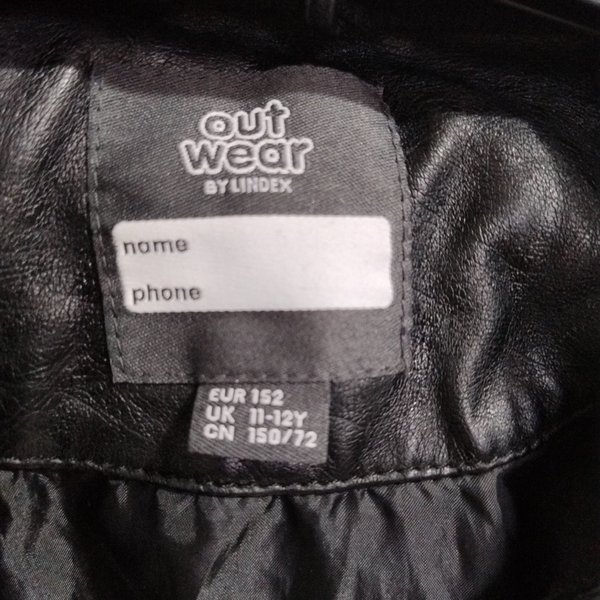 out
wear
BY LINDEX
name
phone
EUR 152
UK 11-12Y
CN 150/72